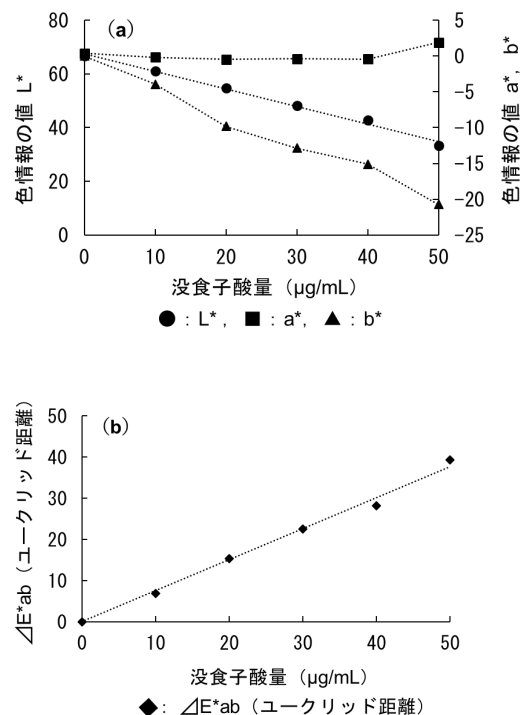 (a)
80
60
40
20
0
5
0
−5
−10
−15
−20
−25
色情報の値 L*
色情報の値 a*, b*
0 10 20 30 40 50
没食子酸量（μg/mL）
● : L* , ■ : a*, ▲ : b*
(b)
50
40
30
20
10
0
⊿E*ab（ユークリッド距離）
0 10 20 30 40 50
没食子酸量（μg/mL）
◆: ⊿E*ab（ユークリッド距離）